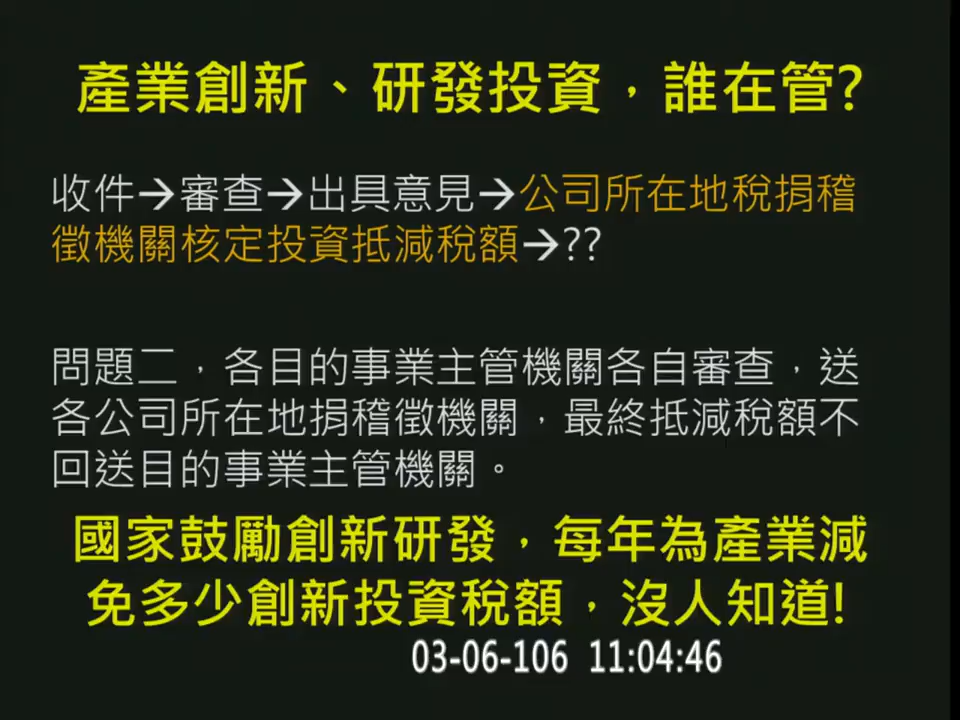 產業創新、研發投資，誰在管?
收件→審查→出具意見→公司所在地稅捐稽
徵機關核定投資抵減稅額→??
問題二，各目的事業主管機關各自審查，送
各公司所在地捐稽徵機關，最終抵減稅額不
回送目的事業主管機關。
國家鼓勵創新研發，每年為產業減
免多少創新投資稅額，沒人知道!
03-06-106 11:04:46